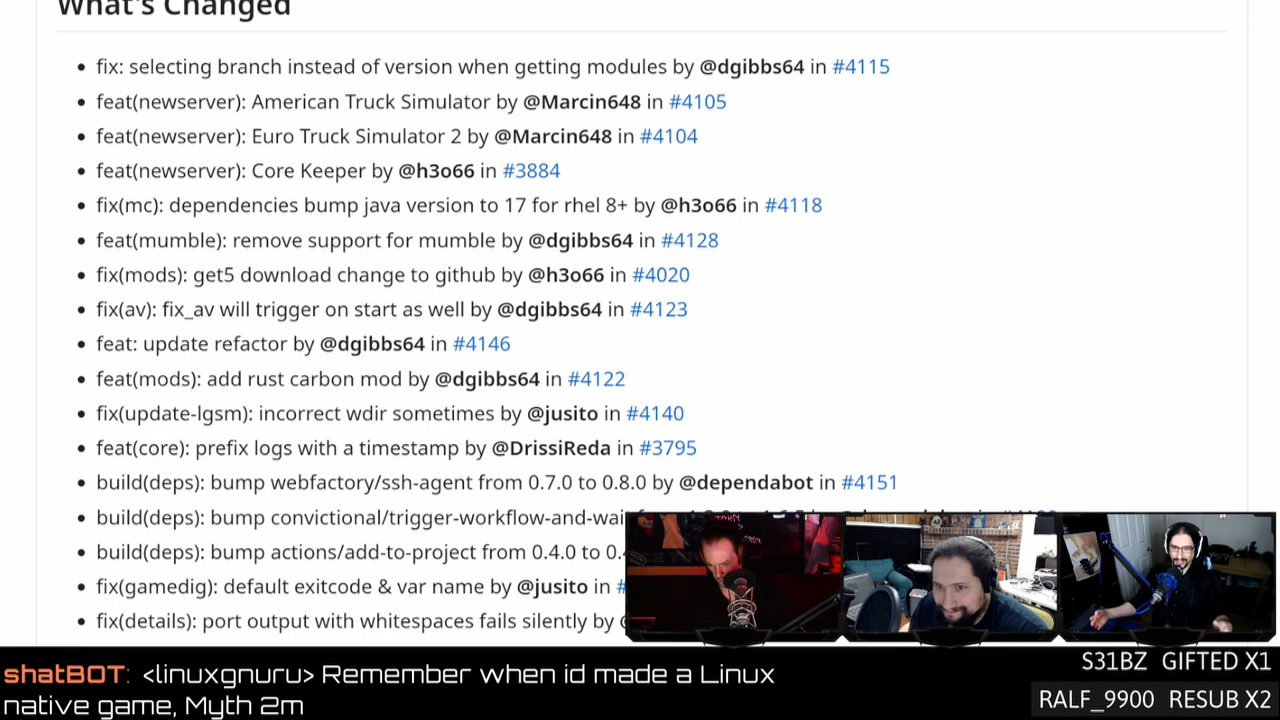 What's Changed
fix: selecting branch instead of version when getting modules by @dgibbs64 in #4115
feat(newserver): American Truck Simulator by @Marcin648 in #4105
feat(newserver): Euro Truck Simulator 2 by @Marcin648 in #4104
feat(newserver): Core Keeper by @h3o66 in #3884
fix(mc): dependencies bump java version to 17 for rhel 8+ by @h3o66 in #4118
feat(mumble): remove support for mumble by @dgibbs64 in #4128
fix(mods): get5 download change to github by @h3o66 in #4020
fix(av): fix_av will trigger on start as well by @dgibbs64 in #4123
feat: update refactor by @dgibbs64 in #4146
feat(mods): add rust carbon mod by @dgibbs64 in #4122
fix(update-lgsm): incorrect wdir sometimes by @jusito in #4140
feat(core): prefix logs with a timestamp by @DrissiReda in #3795
build(deps): bump webfactory/ssh-agent from 0.7.0 to 0.8.0 by @dependabot in #4151
build(deps): bump convictional/trigger-workflow-and-wai
build(deps): bump actions/add-to-project from 0.4.0 to 0.
fix(gamedig): default exitcode & var name by @jusito in #
fix(details): port output with whitespaces fails silently by
shatBOT: <linuxgnuru> Remember when id made a Linux
native game, Myth 2m
S31BZ GIFTED X1
RALF_9900 RESUB X2